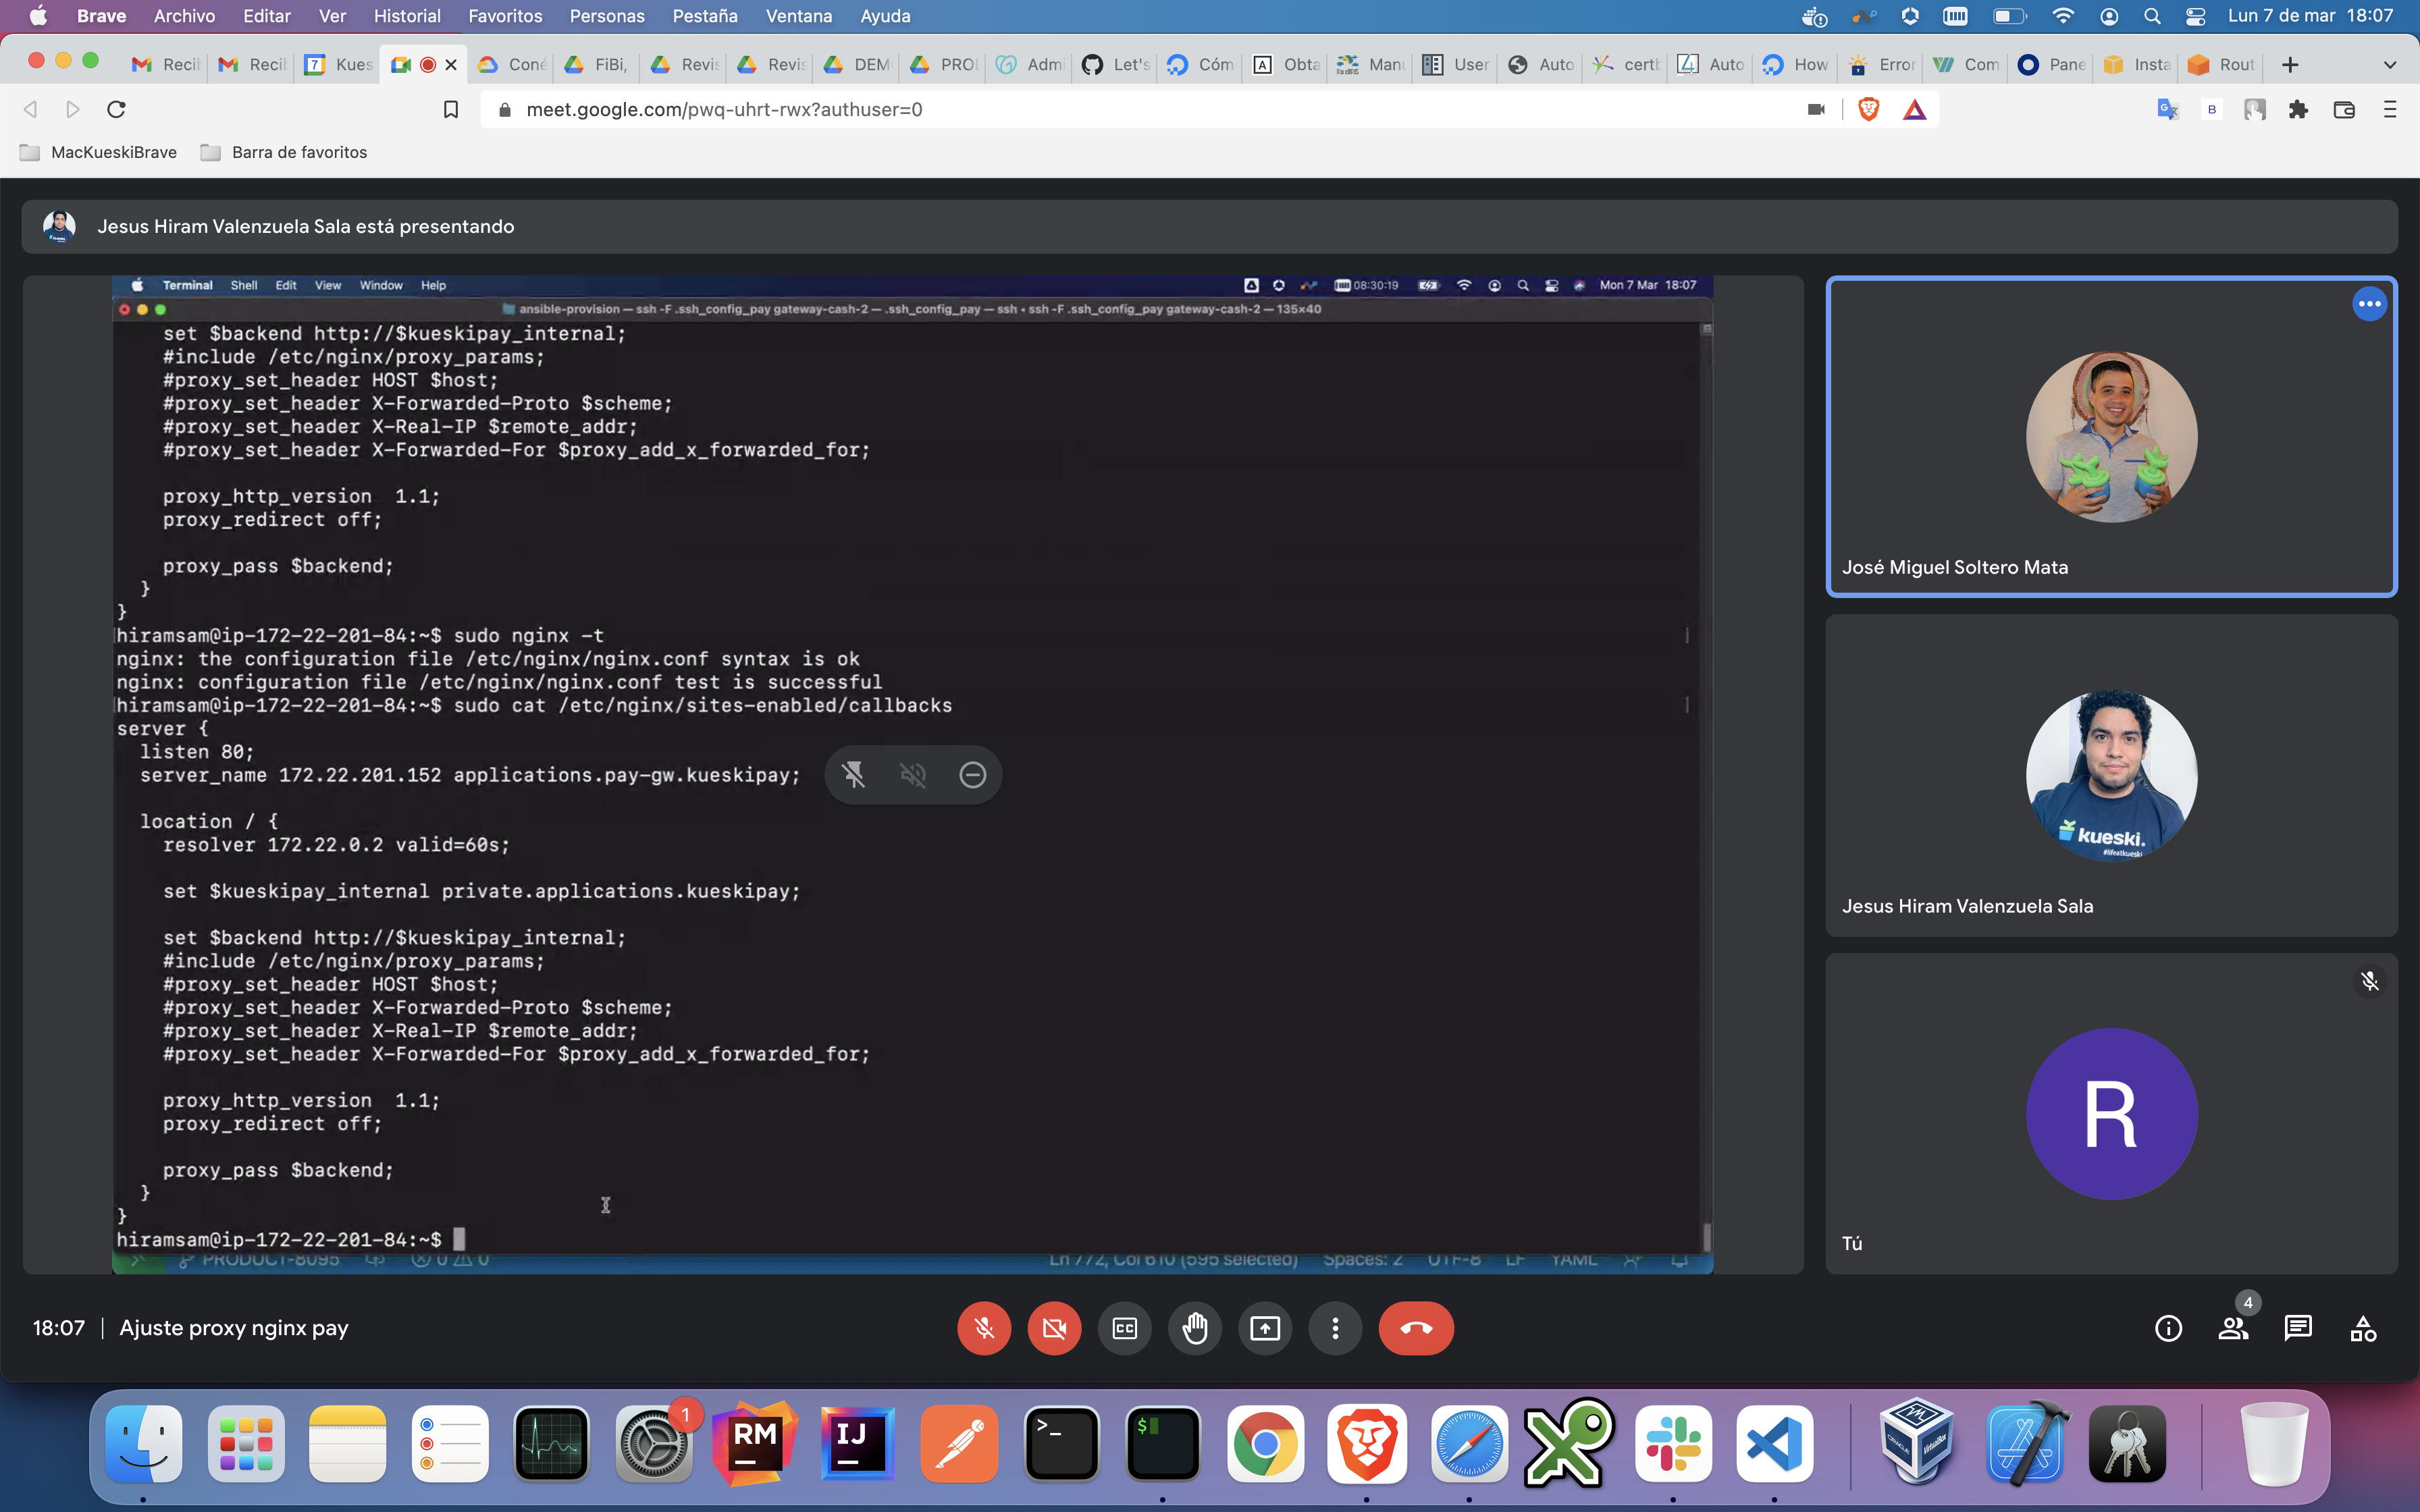 Brave Archivo Editar Ver Historial Favoritos Personas Pestaña Ventana Ayuda Lun 7 de mar 18:07
Recib Recib Kues Coné FiBi, Revis Revis DEM PROD Admi Let's Cóm Obta Manu User Auto certb Auto How Error Com Pane Insta Rout
meet.google.com/pwq-uhrt-rwx?authuser=0
MacKueskiBrave Barra de favoritos
Jesus Hiram Valenzuela Sala está presentando
Terminal Shell Edit View Window Help 08:30:19 Mon 7 Mar 18:07
ansible-provision — ssh -F .ssh_config_pay gateway-cash-2 — .ssh_config_pay — ssh ‹ ssh -F .ssh_config_pay gateway-cash-2 — 135×40
set $backend http://$kueskipay_internal;
#include /etc/nginx/proxy_params;
#proxy_set_header HOST $host;
#proxy_set_header X-Forwarded-Proto $scheme;
#proxy_set_header X-Real-IP $remote_addr;
#proxy_set_header X-Forwarded-For $proxy_add_x_forwarded_for;
proxy_http_version 1.1;
proxy_redirect off;
proxy_pass $backend;
}
}
hiramsam@ip-172-22-201-84:~$ sudo nginx -t
nginx: the configuration file /etc/nginx/nginx.conf syntax is ok
nginx: configuration file /etc/nginx/nginx.conf test is successful
hiramsam@ip-172-22-201-84:~$ sudo cat /etc/nginx/sites-enabled/callbacks
server {
listen 80;
server_name 172.22.201.152 applications.pay-gw.kueskipay;
location / {
resolver 172.22.0.2 valid=60s;
set $kueskipay_internal private.applications.kueskipay;
set $backend http://$kueskipay_internal;
#include /etc/nginx/proxy_params;
#proxy_set_header HOST $host;
#proxy_set_header X-Forwarded-Proto $scheme;
#proxy_set_header X-Real-IP $remote_addr;
#proxy_set_header X-Forwarded-For $proxy_add_x_forwarded_for;
proxy_http_version 1.1;
proxy_redirect off;
proxy_pass $backend;
}
}
hiramsam@ip-172-22-201-84:~$
PRODUCT-8095 0 0 Ln 772, Col 610 (595 selected) Spaces: 2 UTF-8 LF YAML
José Miguel Soltero Mata
kueski.
#lifeatkueski
Jesus Hiram Valenzuela Sala
R
Tú
18:07 | Ajuste proxy nginx pay
4
1
RM
IJ